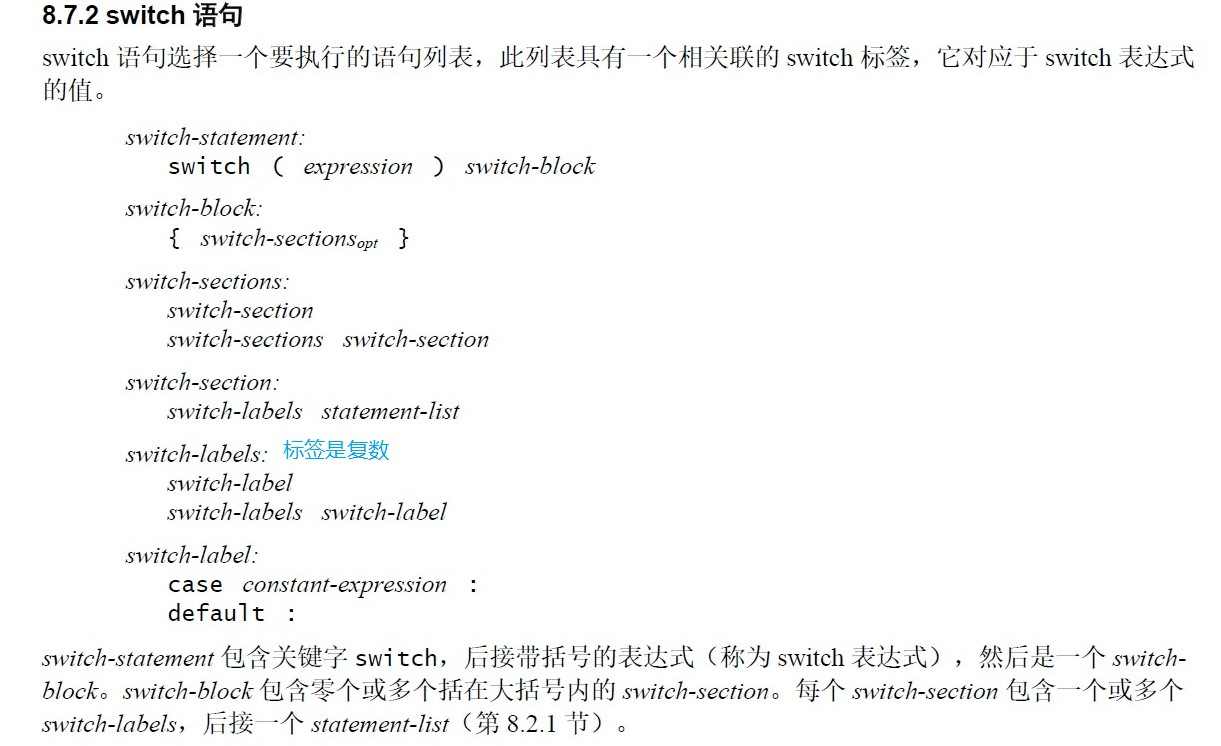 8.7.2 switch 语句
switch 语句选择一个要执行的语句列表，此列表具有一个相关联的 switch 标签，它对应于 switch 表达式
的值。
switch-statement:
switch ( expression ) switch-block
switch-block:
{ switch-sectionsopt }
switch-sections:
switch-section
switch-sections switch-section
switch-section:
switch-labels statement-list
switch-labels: 标签是复数
switch-label
switch-labels switch-label
switch-label:
case constant-expression :
default :
switch-statement 包含关键字 switch，后接带括号的表达式（称为 switch 表达式），然后是一个 switch-
block。switch-block 包含零个或多个括在大括号内的 switch-section。每个 switch-section 包含一个或多个
switch-labels，后接一个 statement-list（第 8.2.1 节）。